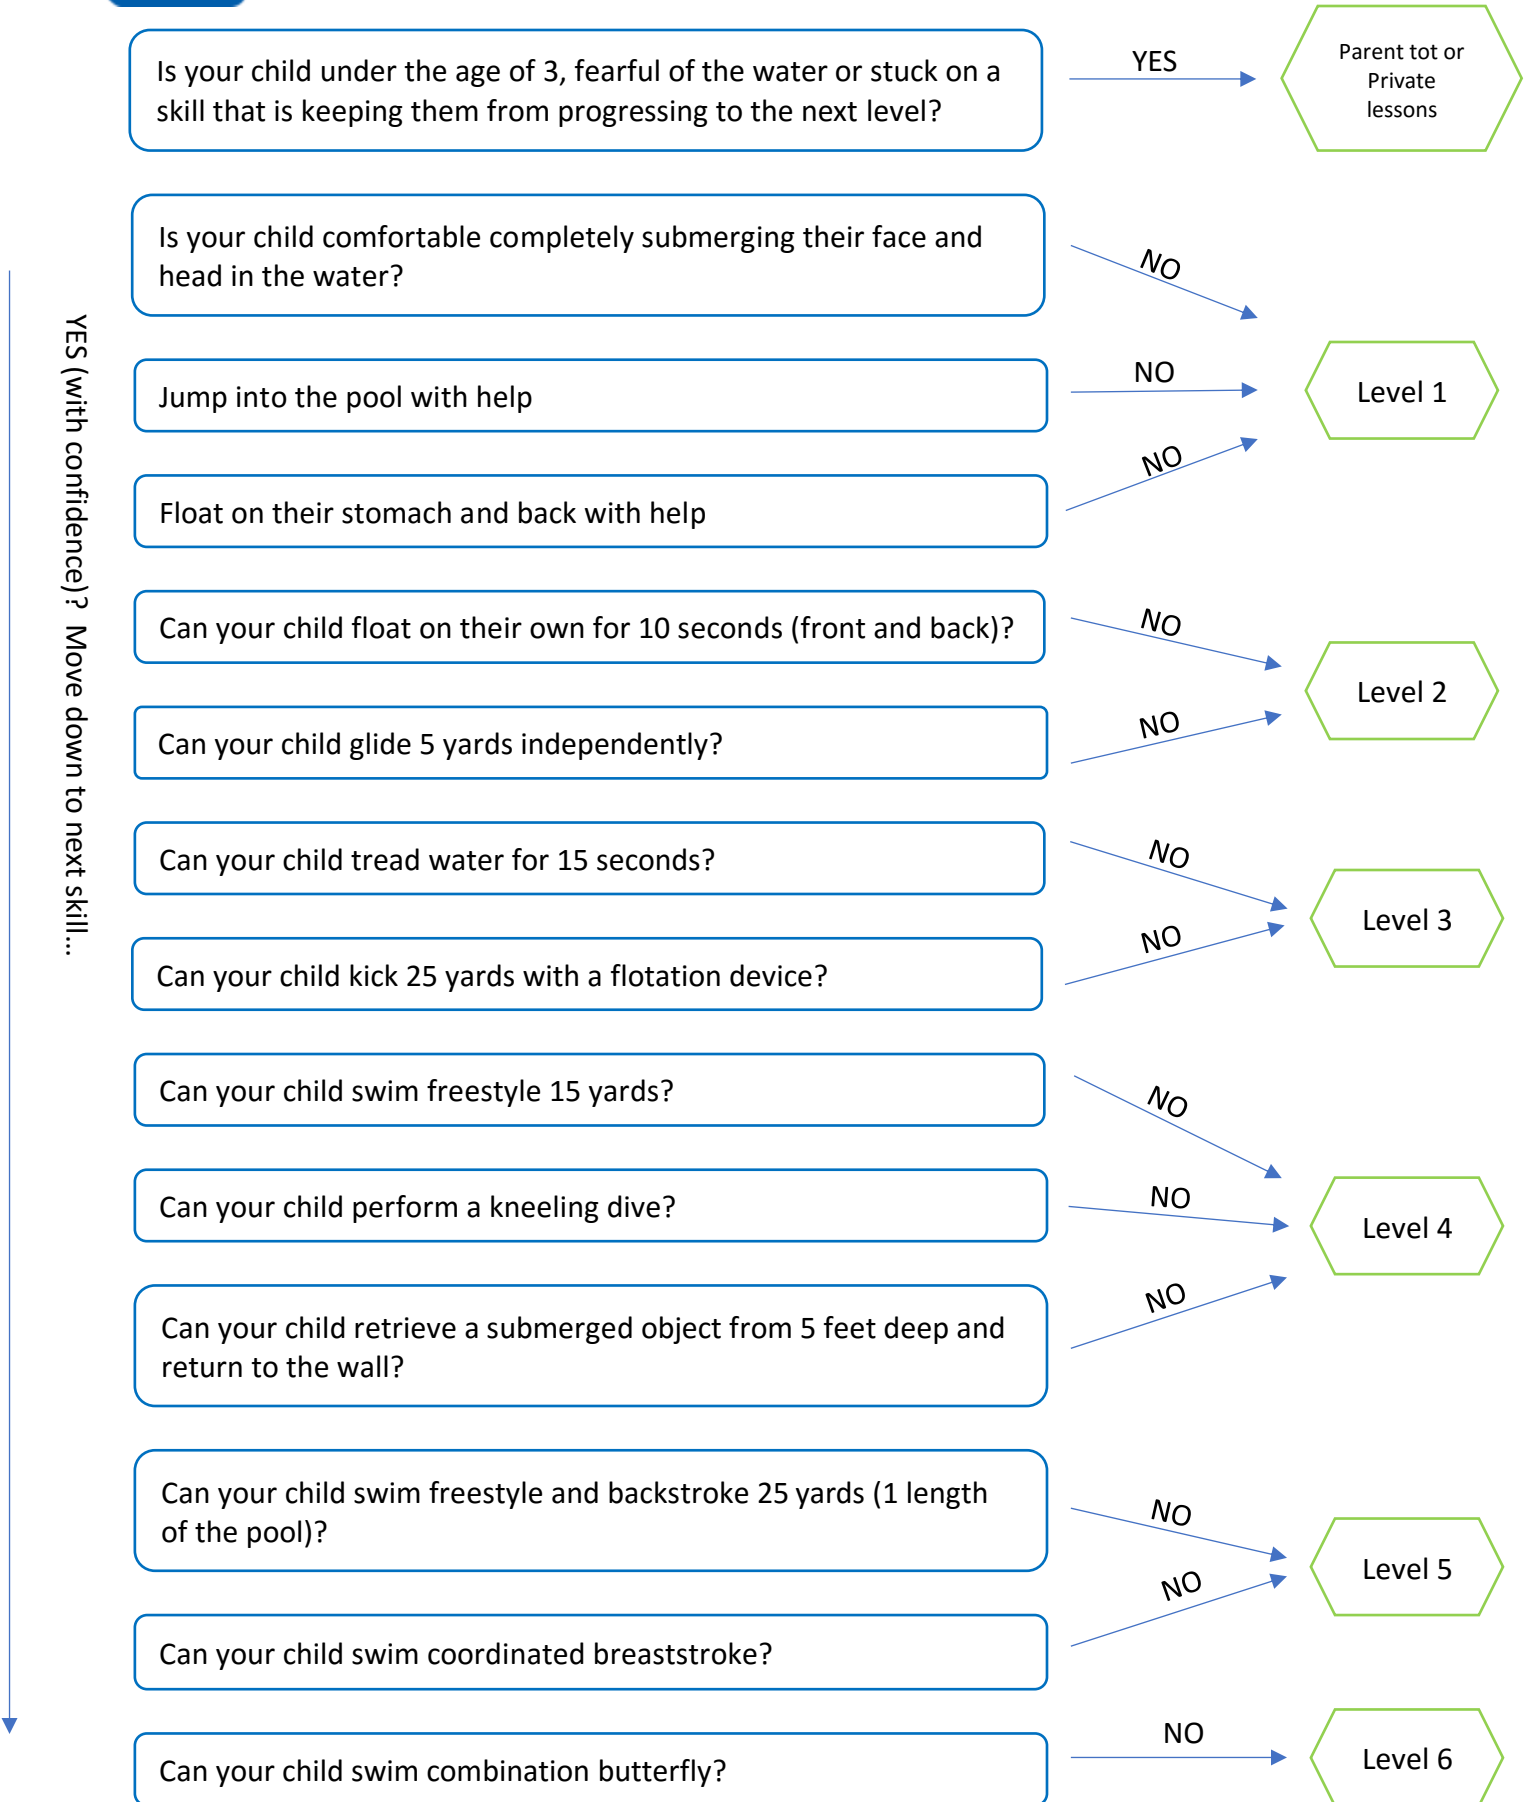 Is your child under the age of 3, fearful of the water or stuck on a
skill that is keeping them from progressing to the next level?
YES
Parent tot or
Private
lessons
Is your child comfortable completely submerging their face and
head in the water?
NO
Jump into the pool with help
NO
Level 1
Float on their stomach and back with help
NO
YES (with confidence)? Move down to next skill...
Can your child float on their own for 10 seconds (front and back)?
NO
Level 2
Can your child glide 5 yards independently?
NO
Can your child tread water for 15 seconds?
NO
Level 3
Can your child kick 25 yards with a flotation device?
NO
Can your child swim freestyle 15 yards?
NO
Can your child perform a kneeling dive?
NO
Level 4
Can your child retrieve a submerged object from 5 feet deep and
return to the wall?
NO
Can your child swim freestyle and backstroke 25 yards (1 length
of the pool)?
NO
Level 5
Can your child swim coordinated breaststroke?
NO
Can your child swim combination butterfly?
NO
Level 6